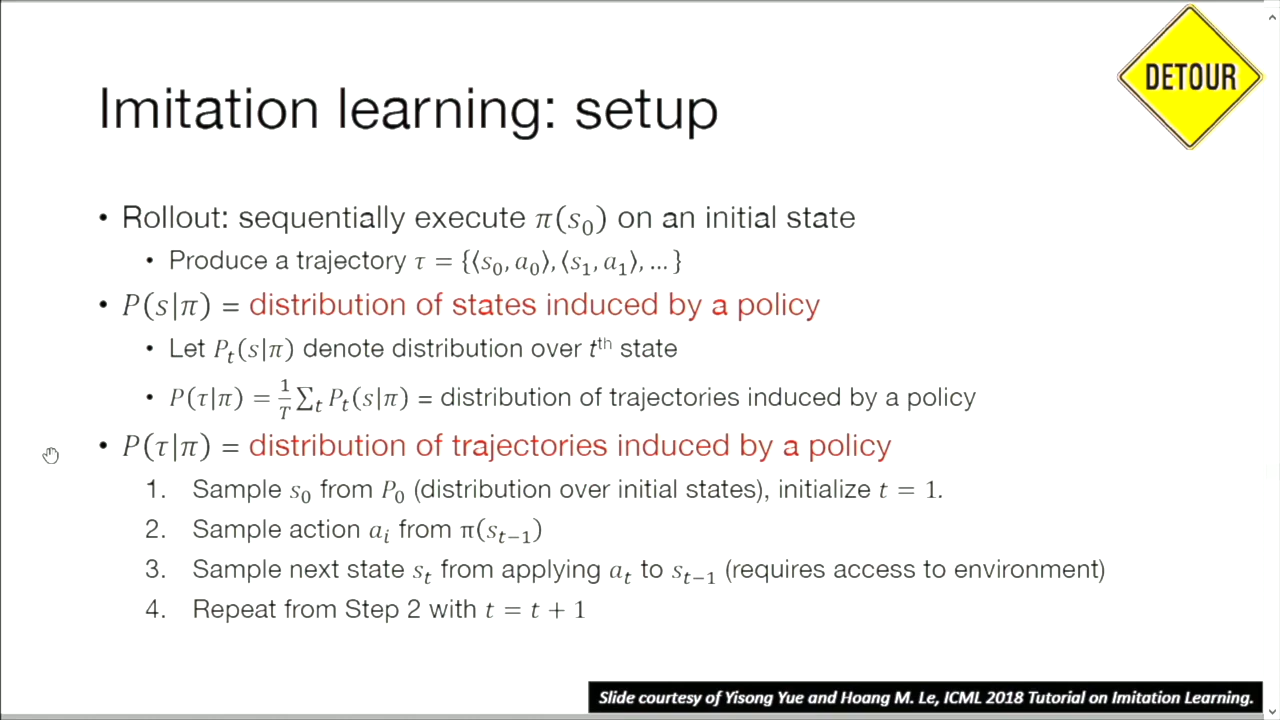 DETOUR
Imitation learning: setup
• Rollout: sequentially execute π(s₀) on an initial state
• Produce a trajectory τ = {⟨s₀, a₀⟩, ⟨s₁, a₁⟩, … }
• P(s|π) = distribution of states induced by a policy
• Let Pₜ(s|π) denote distribution over tᵗʰ state
• P(τ|π) = 1/T ∑ₜ Pₜ(s|π) = distribution of trajectories induced by a policy
• P(τ|π) = distribution of trajectories induced by a policy
1. Sample s₀ from P₀ (distribution over initial states), initialize t = 1.
2. Sample action aᵢ from π(sₜ₋₁)
3. Sample next state sₜ from applying aₜ to sₜ₋₁ (requires access to environment)
4. Repeat from Step 2 with t = t + 1
Slide courtesy of Yisong Yue and Hoang M. Le, ICML 2018 Tutorial on Imitation Learning.